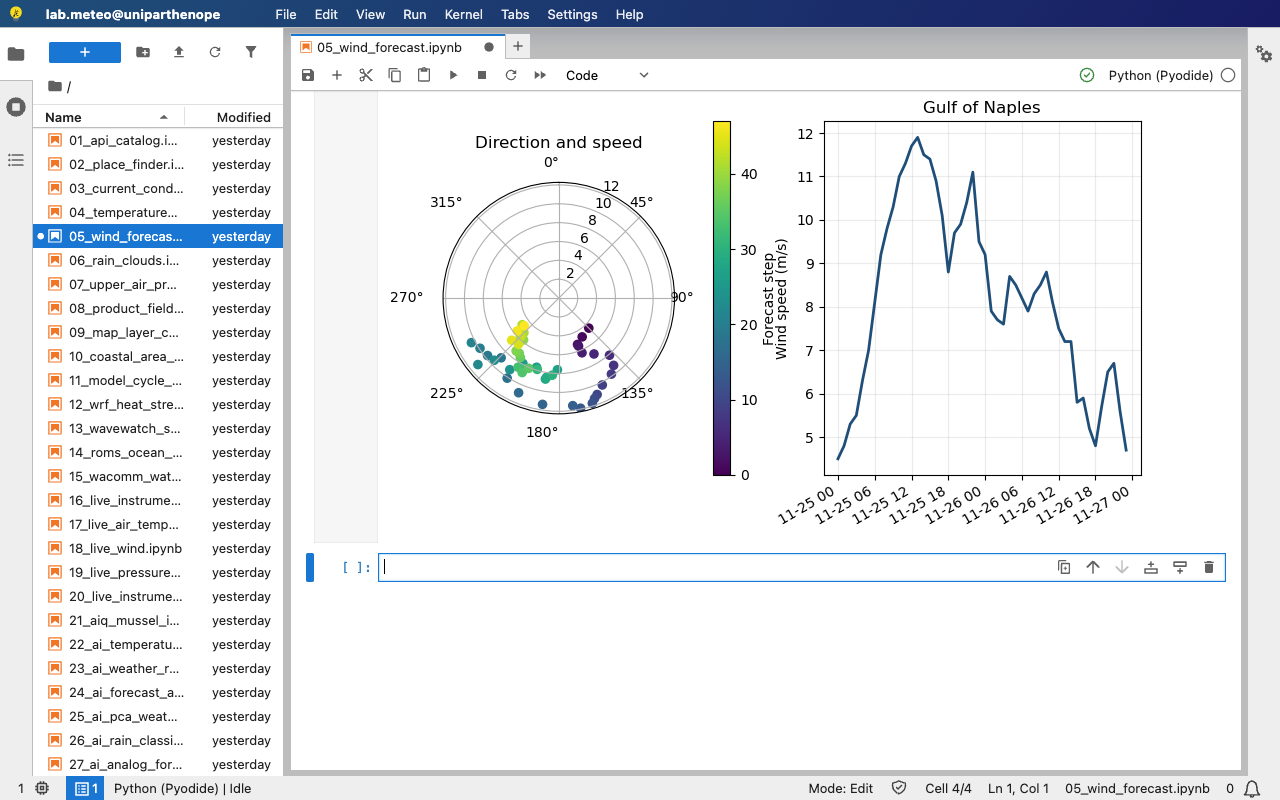 lab.meteo@uniparthenope
File Edit View Run Kernel Tabs Settings Help
05_wind_forecast.ipynb
Code
Python (Pyodide)
/
Name Modified
01_api_catalog.i… yesterday
02_place_finder.i… yesterday
03_current_cond… yesterday
04_temperature… yesterday
05_wind_forecas… yesterday
06_rain_clouds.i… yesterday
07_upper_air_pr… yesterday
08_product_field… yesterday
09_map_layer_c… yesterday
10_coastal_area_… yesterday
11_model_cycle_… yesterday
12_wrf_heat_stre… yesterday
13_wavewatch_s… yesterday
14_roms_ocean_… yesterday
15_wacomm_wat… yesterday
16_live_instrume… yesterday
17_live_air_temp… yesterday
18_live_wind.ipynb yesterday
19_live_pressure… yesterday
20_live_instrume… yesterday
21_aiq_mussel_i… yesterday
22_ai_temperatu… yesterday
23_ai_weather_r… yesterday
24_ai_forecast_a… yesterday
25_ai_pca_weat… yesterday
26_ai_rain_classi… yesterday
27_ai_analog_for… yesterday
Direction and speed
0°
45°
90°
135°
180°
225°
270°
315°
2
4
6
8
10
12
40
30
20
10
0
Forecast step
Gulf of Naples
Wind speed (m/s)
12
11
10
9
8
7
6
5
11-25 00
11-25 06
11-25 12
11-25 18
11-26 00
11-26 06
11-26 12
11-26 18
11-27 00
[ ]:
1
1
Python (Pyodide) | Idle
Mode: Edit
Cell 4/4
Ln 1, Col 1
05_wind_forecast.ipynb
0